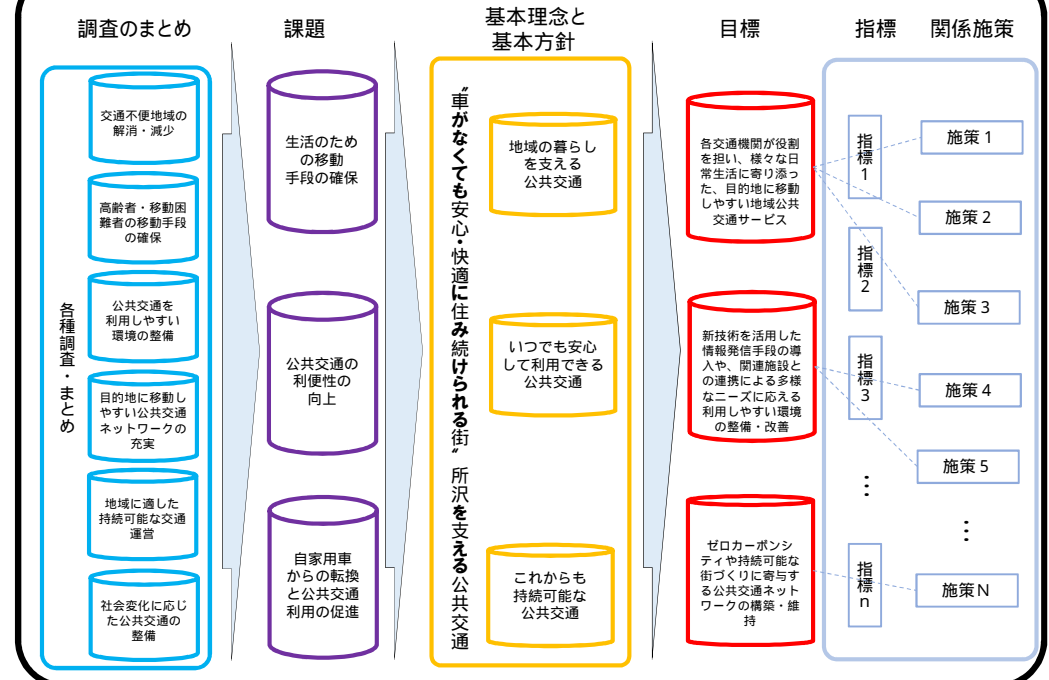 調査のまとめ
課題
基本理念と
基本方針
目標
指標
関係施策
各種調査・まとめ
交通不便地域の
解消・減少
高齢者・移動困
難者の移動手段
の確保
公共交通を
利用しやすい
環境の整備
目的地に移動し
やすい公共交通
ネットワークの
充実
地域に適した
持続可能な交通
運営
社会変化に応じ
た公共交通の
整備
生活のため
の移動
手段の確保
公共交通の
利便性の
向上
自家用車
からの転換
と公共交通
利用の促進
“車がなくても安心・快適に住み続けられる街”所沢を支える公共交通
地域の暮らし
を支える
公共交通
いつでも安心
して利用できる
公共交通
これからも
持続可能な
公共交通
各交通機関が役割
を担い、様々な日
常生活に寄り添っ
た、目的地に移動
しやすい地域公共
交通サービス
新技術を活用した
情報発信手段の導
入や、関連施設と
の連携による多様
なニーズに応える
利用しやすい環境
の整備・改善
ゼロカーボンシ
ティや持続可能な
街づくりに寄与す
る公共交通ネット
ワークの構築・維
持
指標1
指標2
指標3
…
指標n
施策1
施策2
施策3
施策4
施策5
…
施策N